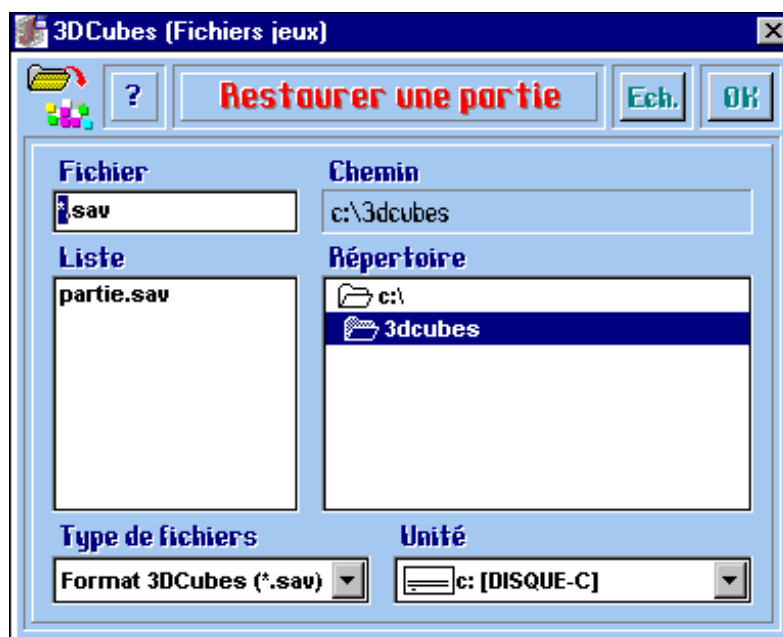 3DCubes (Fichiers jeux)
? Restaurer une partie Ech. OK
Fichier Chemin
*.sav c:\3dcubes
Liste Répertoire
partie.sav c:\
3dcubes
Type de fichiers Unité
Format 3DCubes (*.sav) c: [DISQUE-C]